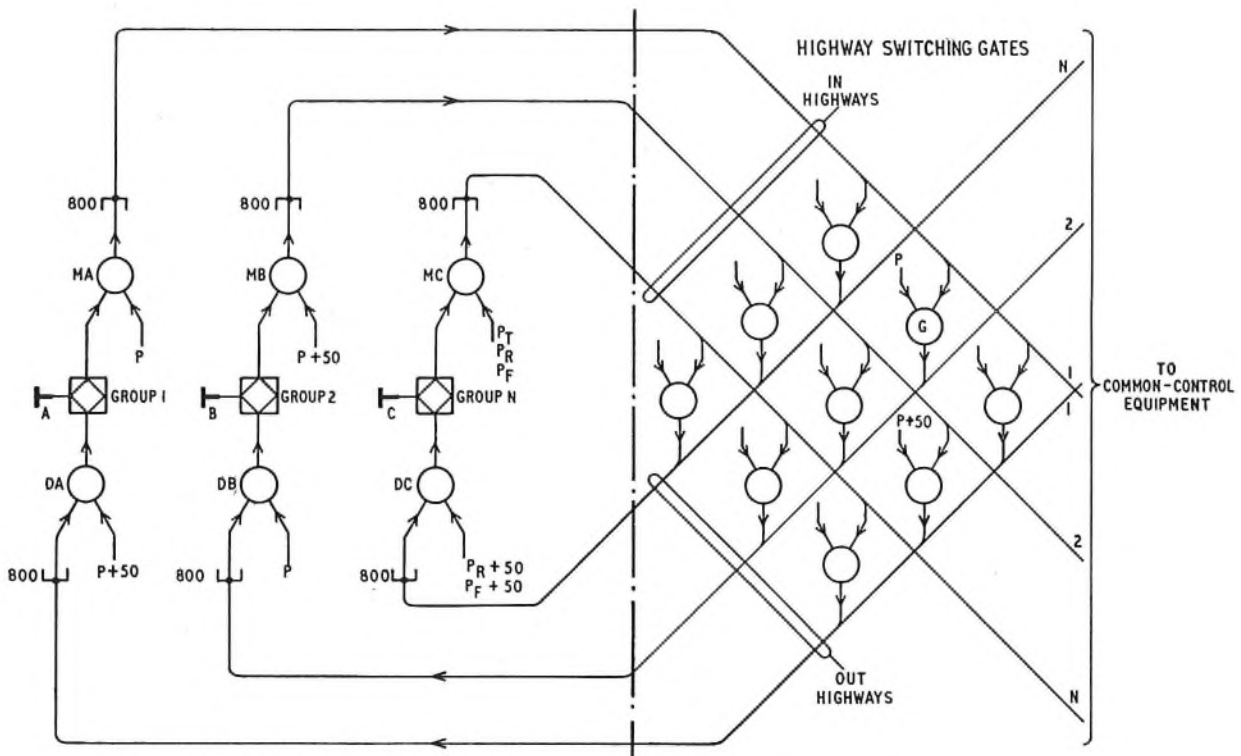 HIGHWAY SWITCHING GATES
N
IN
HIGHWAYS
800
800
800
2
MA
MB
MC
P
G
P
P+50
PT
PR
PF
A
GROUP 1
B
GROUP 2
C
GROUP N
1
1
TO
COMMON-CONTROL
EQUIPMENT
P+50
DA
DB
DC
2
800
P+50
800
P
800
PR + 50
PF + 50
OUT
HIGHWAYS
N